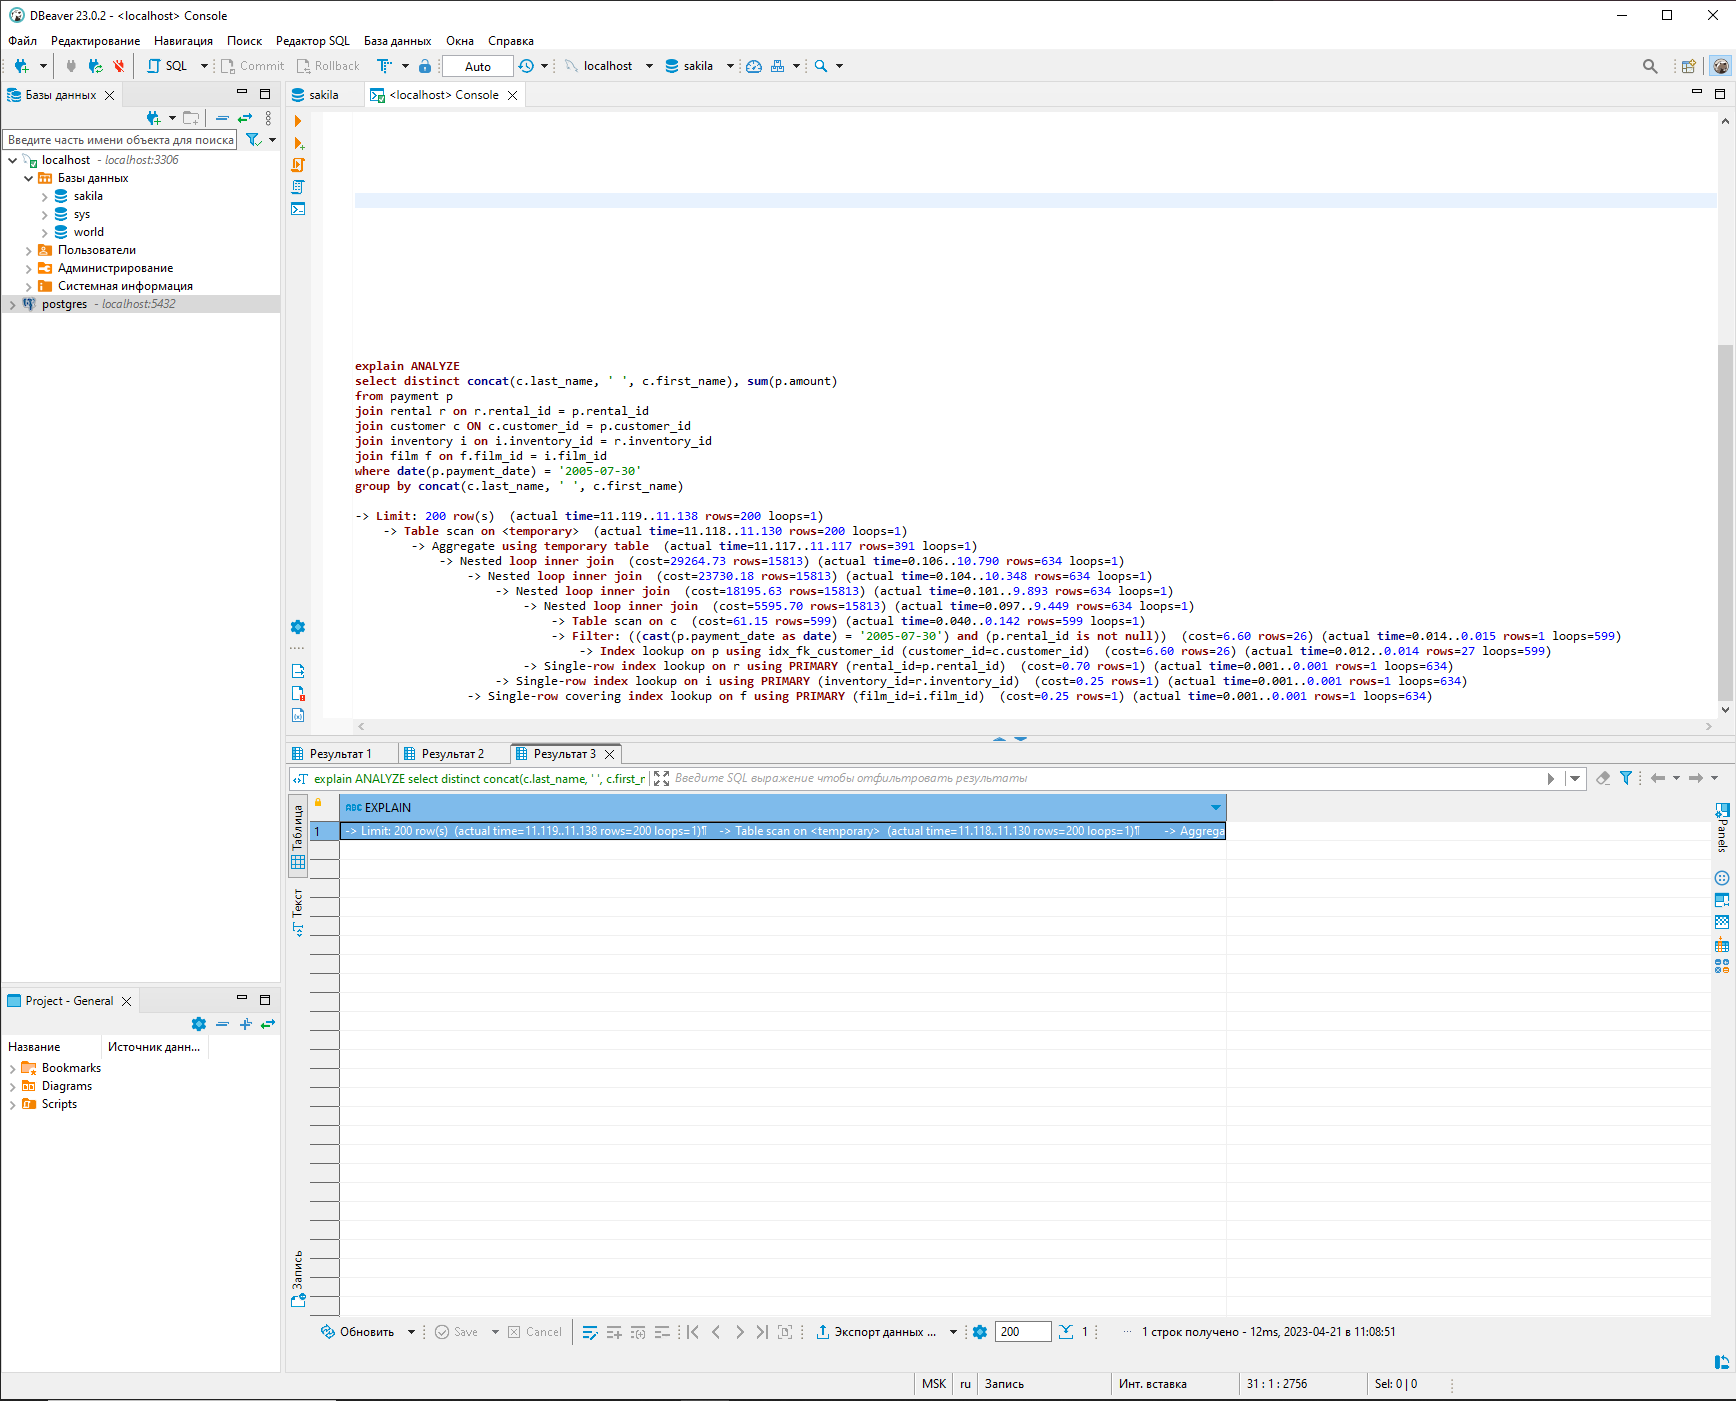 DBeaver 23.0.2 - <localhost> Console
Файл Редактирование Навигация Поиск Редактор SQL База данных Окна Справка
SQL Commit Rollback Auto localhost sakila
Базы данных
Введите часть имени объекта для поиска
localhost - localhost:3306
Базы данных
sakila
sys
world
Пользователи
Администрирование
Системная информация
postgres - localhost:5432
sakila <localhost> Console
explain ANALYZE
select distinct concat(c.last_name, ' ', c.first_name), sum(p.amount)
from payment p
join rental r on r.rental_id = p.rental_id
join customer c ON c.customer_id = p.customer_id
join inventory i on i.inventory_id = r.inventory_id
join film f on f.film_id = i.film_id
where date(p.payment_date) = '2005-07-30'
group by concat(c.last_name, ' ', c.first_name)
-> Limit: 200 row(s)  (actual time=11.119..11.138 rows=200 loops=1)
-> Table scan on <temporary>  (actual time=11.118..11.130 rows=200 loops=1)
-> Aggregate using temporary table  (actual time=11.117..11.117 rows=391 loops=1)
-> Nested loop inner join  (cost=29264.73 rows=15813) (actual time=0.106..10.790 rows=634 loops=1)
-> Nested loop inner join  (cost=23730.18 rows=15813) (actual time=0.104..10.348 rows=634 loops=1)
-> Nested loop inner join  (cost=18195.63 rows=15813) (actual time=0.101..9.893 rows=634 loops=1)
-> Nested loop inner join  (cost=5595.70 rows=15813) (actual time=0.097..9.449 rows=634 loops=1)
-> Table scan on c  (cost=61.15 rows=599) (actual time=0.040..0.142 rows=599 loops=1)
-> Filter: ((cast(p.payment_date as date) = '2005-07-30') and (p.rental_id is not null))  (cost=6.60 rows=26) (actual time=0.014..0.015 rows=1 loops=599)
-> Index lookup on p using idx_fk_customer_id (customer_id=c.customer_id)  (cost=6.60 rows=26) (actual time=0.012..0.014 rows=27 loops=599)
-> Single-row index lookup on r using PRIMARY (rental_id=p.rental_id)  (cost=0.70 rows=1) (actual time=0.001..0.001 rows=1 loops=634)
-> Single-row index lookup on i using PRIMARY (inventory_id=r.inventory_id)  (cost=0.25 rows=1) (actual time=0.001..0.001 rows=1 loops=634)
-> Single-row covering index lookup on f using PRIMARY (film_id=i.film_id)  (cost=0.25 rows=1) (actual time=0.001..0.001 rows=1 loops=634)
Результат 1 Результат 2 Результат 3
explain ANALYZE select distinct concat(c.last_name, ' ', c.first_n Введите SQL выражение чтобы отфильтровать результаты
Таблица
Текст
Запись
ABC EXPLAIN
1 -> Limit: 200 row(s)  (actual time=11.119..11.138 rows=200 loops=1)¶ -> Table scan on <temporary>  (actual time=11.118..11.130 rows=200 loops=1)¶ -> Aggrega
Panels
Project - General
Название Источник данн...
Bookmarks
Diagrams
Scripts
Обновить Save Cancel Экспорт данных ... 200 1 ... 1 строк получено - 12ms, 2023-04-21 в 11:08:51
MSK ru Запись Инт. вставка 31 : 1 : 2756 Sel: 0 | 0